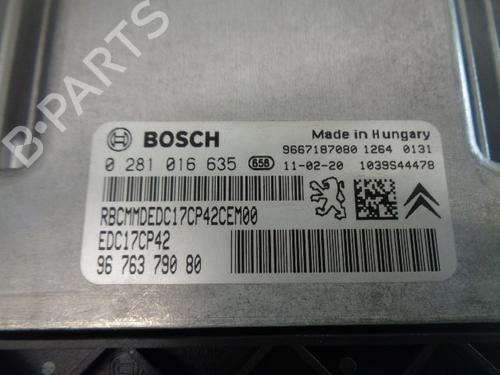 B-PARTS
BOSCH
Made in Hungary
9667187080 1264 0131
0 281 016 635 656 11-02-20 1039S44478
RBCMMDEDC17CP42CEM00
EDC17CP42
96 763 790 80